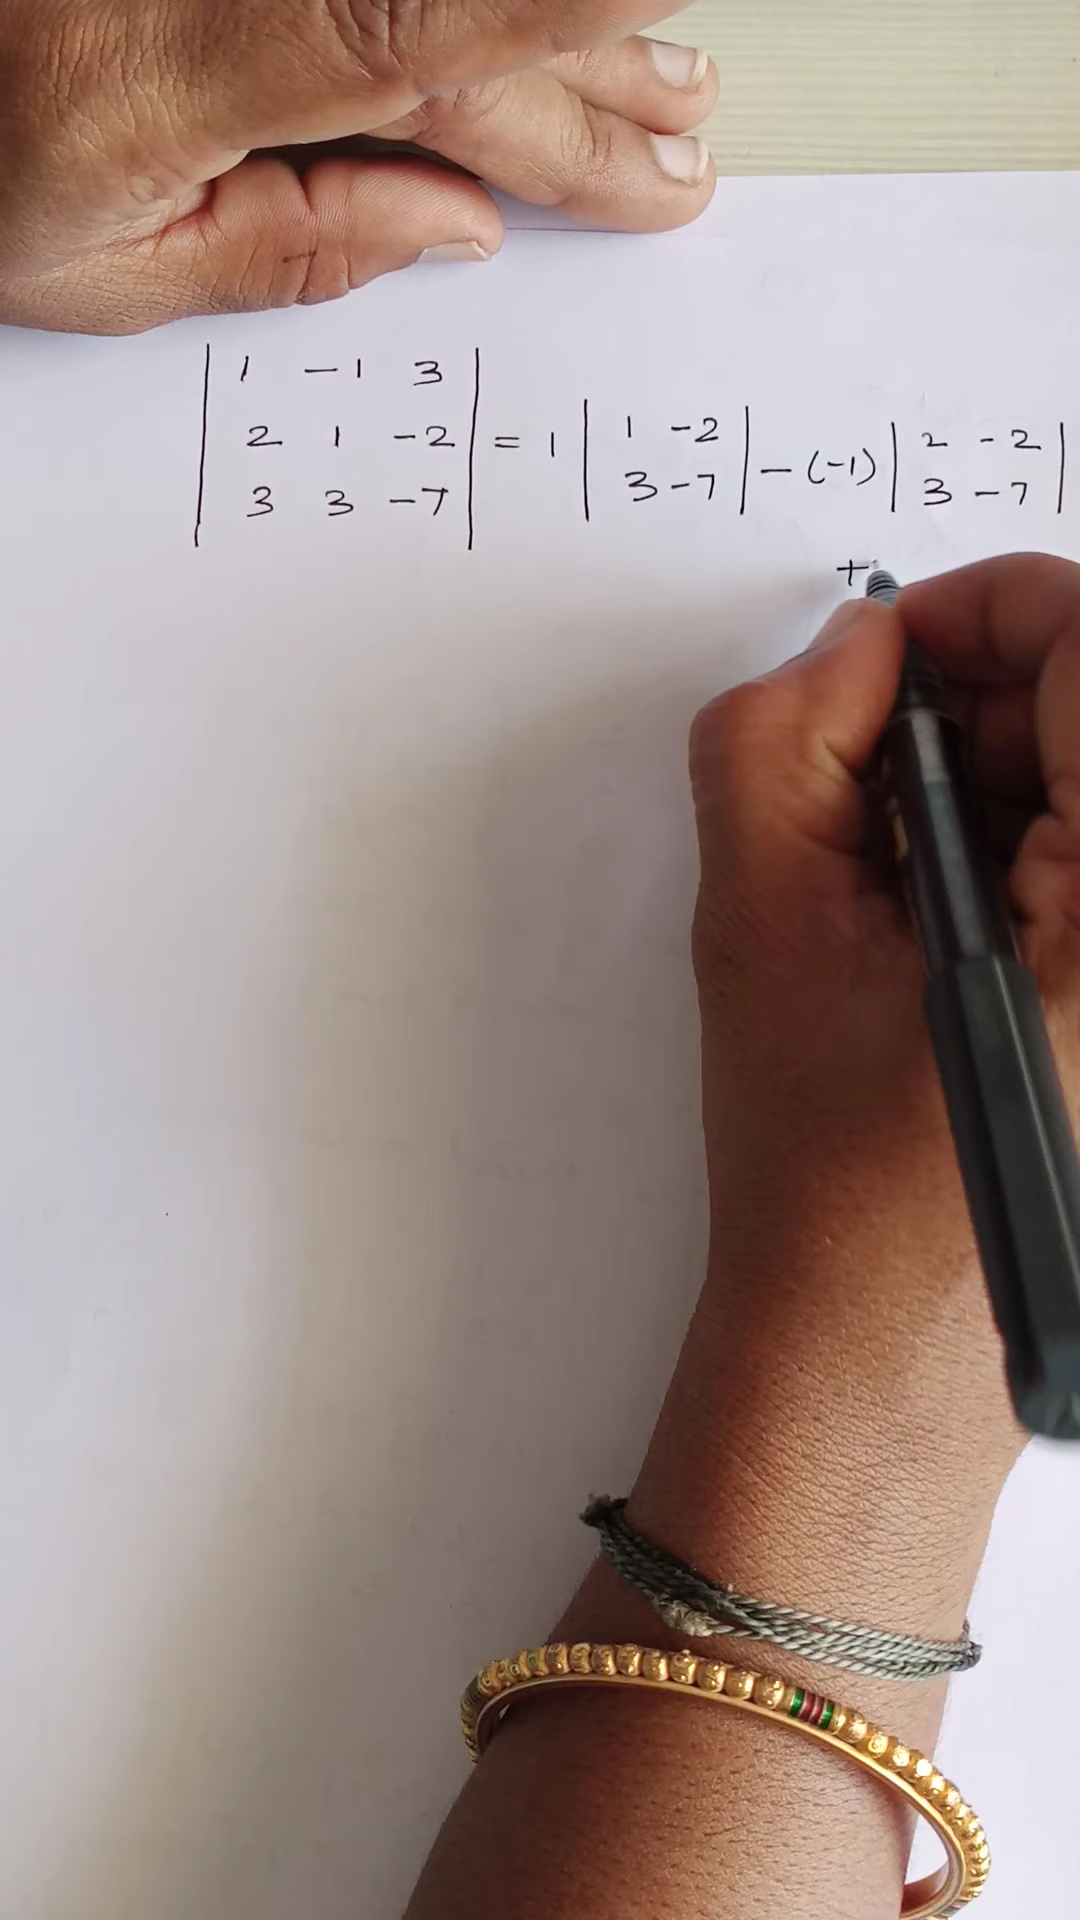 | 1 -1 3 |
| 2 1 -2 | = 1 | 1 -2 | - (-1) | 2 -2 |
| 3 3 -7 | | 3 -7 | | 3 -7 |
+